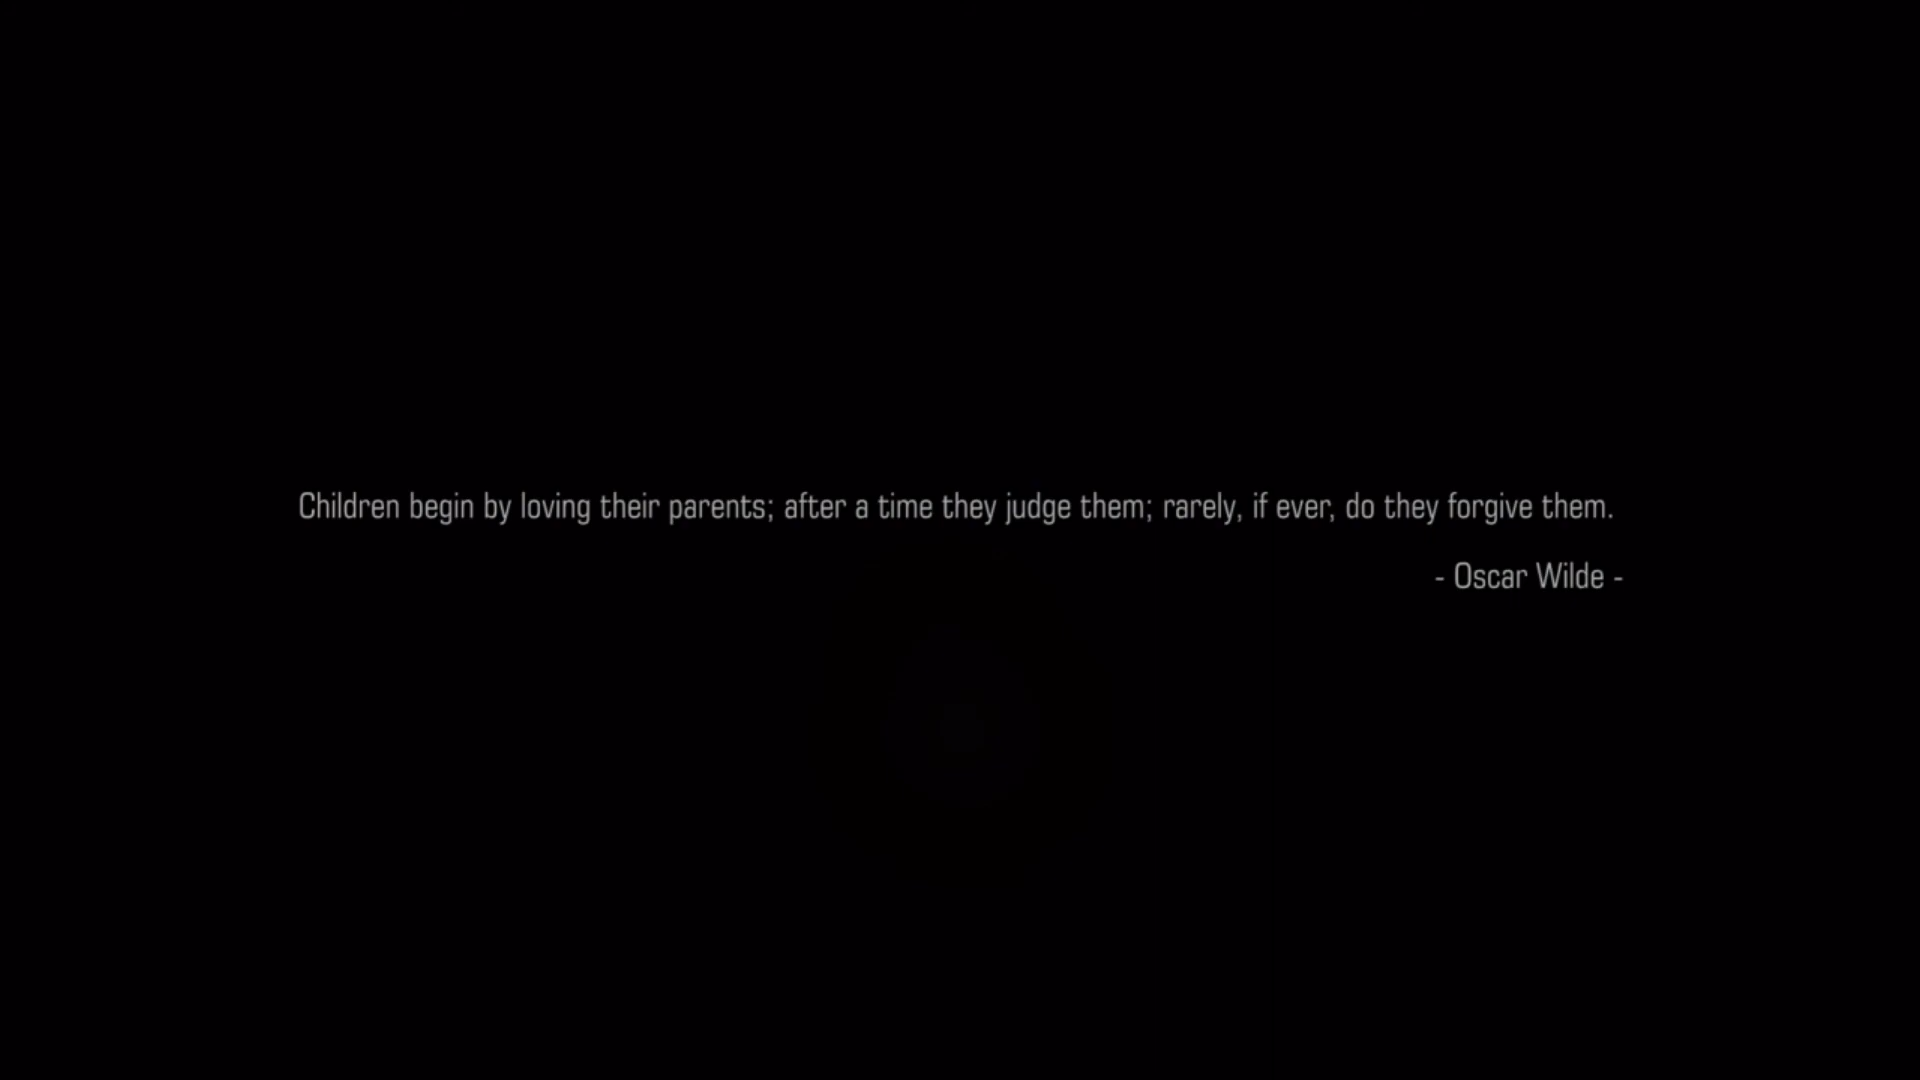 Children begin by loving their parents; after a time they judge them; rarely, if ever, do they forgive them.
- Oscar Wilde -